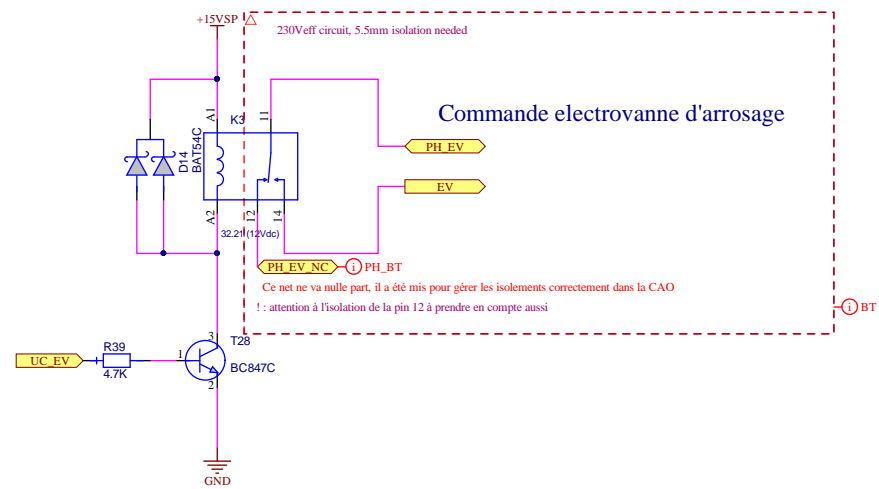 +15VSP
230Veff circuit, 5.5mm isolation needed
Commande electrovanne d'arrosage
A1
K3
11
D14
BAT54C
PH_EV
EV
A2
12
14
32.21 (12Vdc)
PH_EV_NC
i
PH_BT
Ce net ne va nulle part, il a été mis pour gérer les isolements correctement dans la CAO
! : attention à l'isolation de la pin 12 à prendre en compte aussi
i
BT
3
T28
R39
1
UC_EV
4.7K
BC847C
2
GND